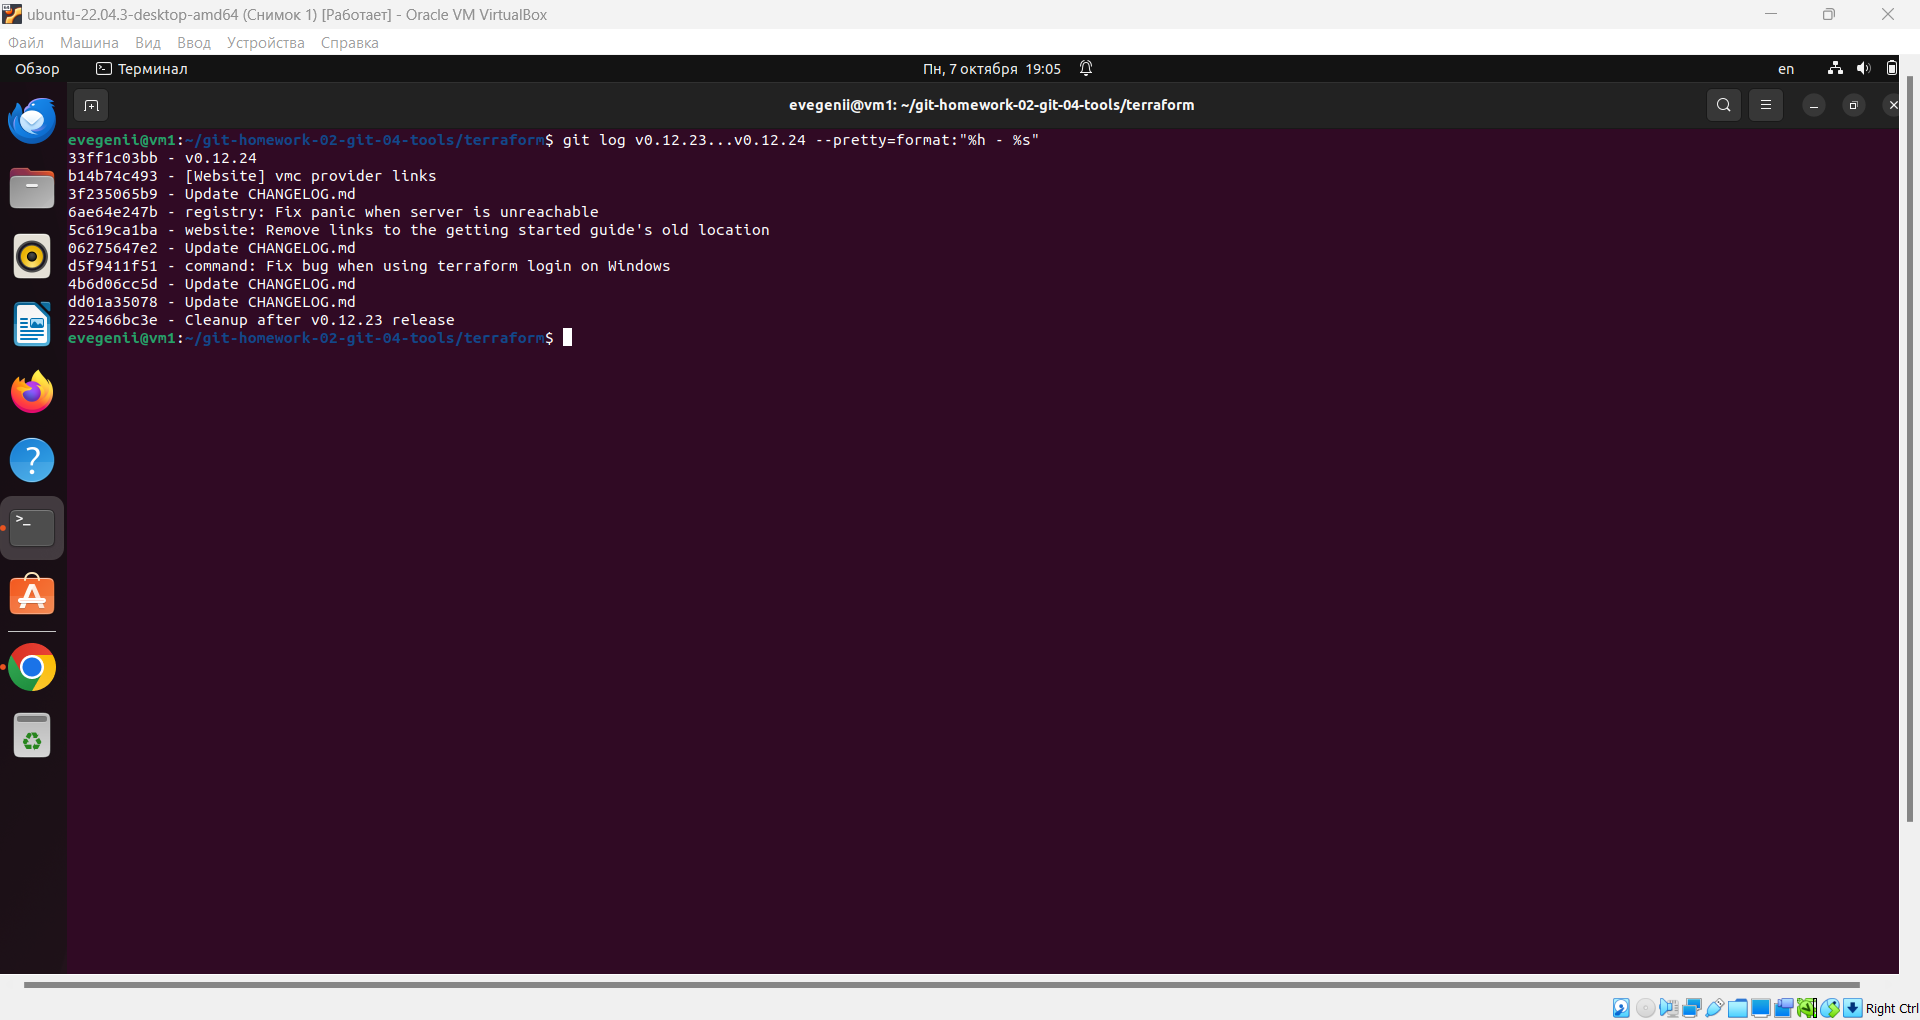 ubuntu-22.04.3-desktop-amd64 (Снимок 1) [Работает] - Oracle VM VirtualBox
Файл Машина Вид Ввод Устройства Справка
Обзор Терминал Пн, 7 октября 19:05 en
evegenii@vm1: ~/git-homework-02-git-04-tools/terraform
evegenii@vm1:~/git-homework-02-git-04-tools/terraform$ git log v0.12.23...v0.12.24 --pretty=format:"%h - %s"
33ff1c03bb - v0.12.24
b14b74c493 - [Website] vmc provider links
3f235065b9 - Update CHANGELOG.md
6ae64e247b - registry: Fix panic when server is unreachable
5c619ca1ba - website: Remove links to the getting started guide's old location
06275647e2 - Update CHANGELOG.md
d5f9411f51 - command: Fix bug when using terraform login on Windows
4b6d06cc5d - Update CHANGELOG.md
dd01a35078 - Update CHANGELOG.md
225466bc3e - Cleanup after v0.12.23 release
evegenii@vm1:~/git-homework-02-git-04-tools/terraform$
Right Ctrl